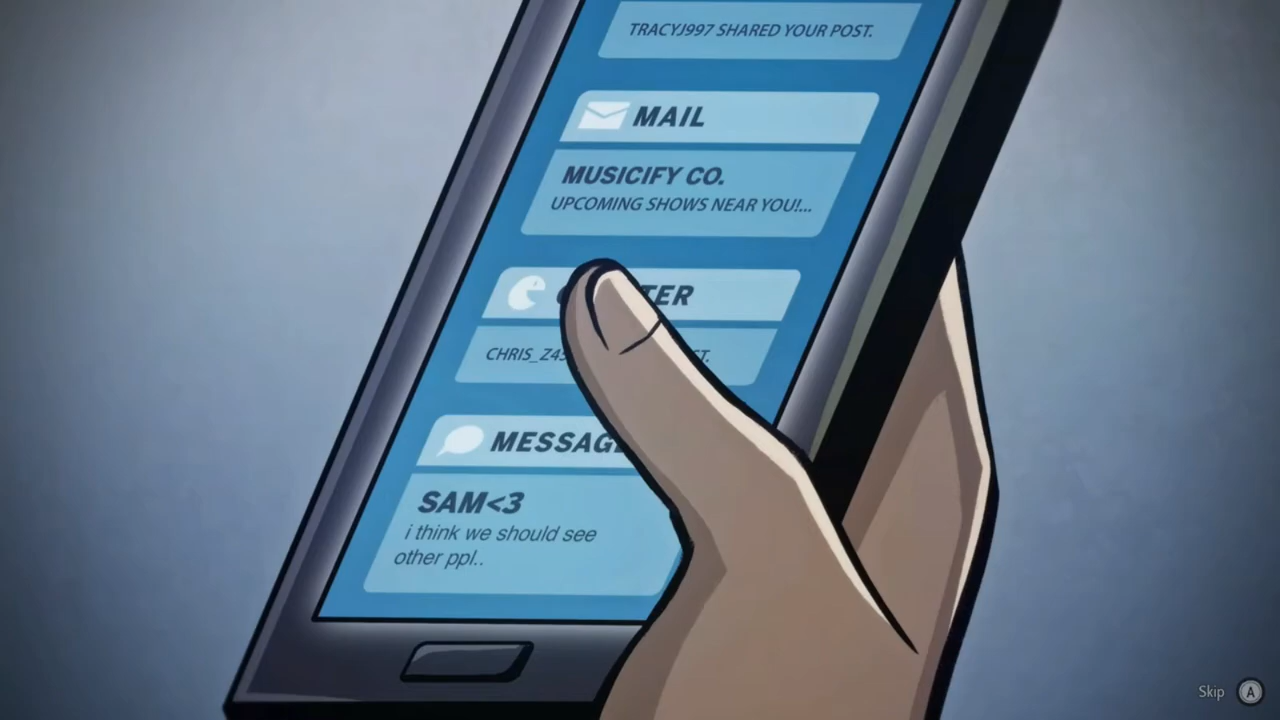 TRACYJ997 SHARED YOUR POST.
MAIL
MUSICIFY CO.
UPCOMING SHOWS NEAR YOU!...
SAM<3
i think we should see
other ppl..
Skip A